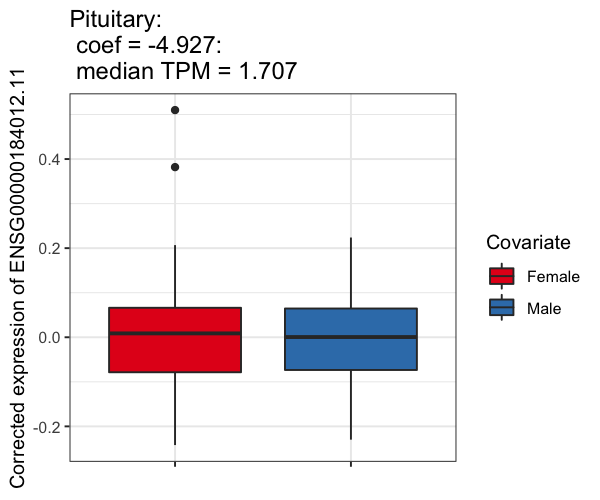 Pituitary:
coef = -4.927:
median TPM = 1.707
Corrected expression of ENSG00000184012.11
0.4
0.2
0.0
-0.2
Covariate
Female
Male